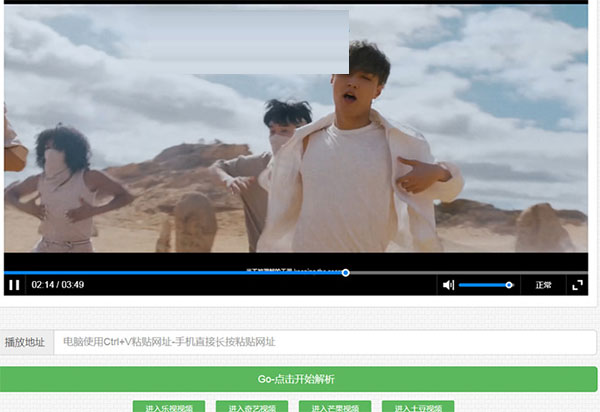 02:14 / 03:49
正常
播放地址
电脑使用Ctrl+V粘贴网址-手机直接长按粘贴网址
Go-点击开始解析
进入乐视视频 进入奇艺视频 进入芒果视频 进入土豆视频